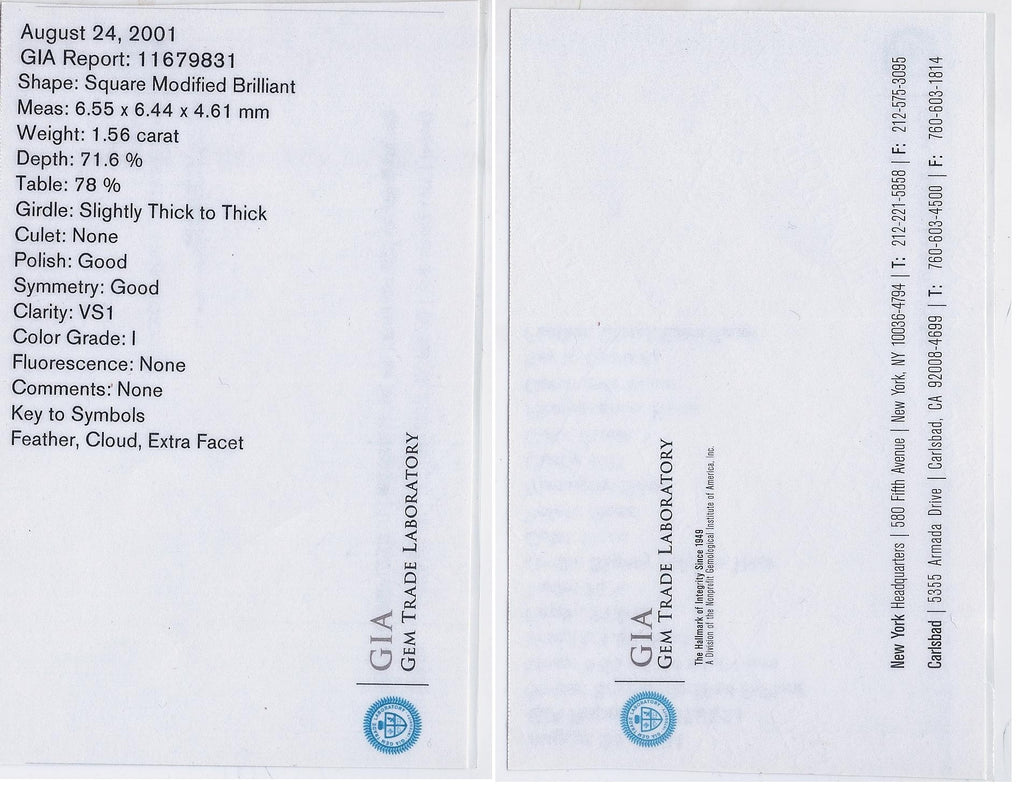 August 24, 2001
GIA Report: 11679831
Shape: Square Modified Brilliant
Meas: 6.55 x 6.44 x 4.61 mm
Weight: 1.56 carat
Depth: 71.6 %
Table: 78 %
Girdle: Slightly Thick to Thick
Culet: None
Polish: Good
Symmetry: Good
Clarity: VS1
Color Grade: I
Fluorescence: None
Comments: None
Key to Symbols
Feather, Cloud, Extra Facet
GIA
GEM TRADE LABORATORY
GIA
GEM TRADE LABORATORY
The Hallmark of Integrity Since 1949
A Division of the Nonprofit Gemological Institute of America, Inc.
New York Headquarters | 580 Fifth Avenue | New York, NY 10036-4794 | T: 212-221-5858 | F: 212-575-3095
Carlsbad | 5355 Armada Drive | Carlsbad, CA 92008-4699 | T: 760-603-4500 | F: 760-603-1814